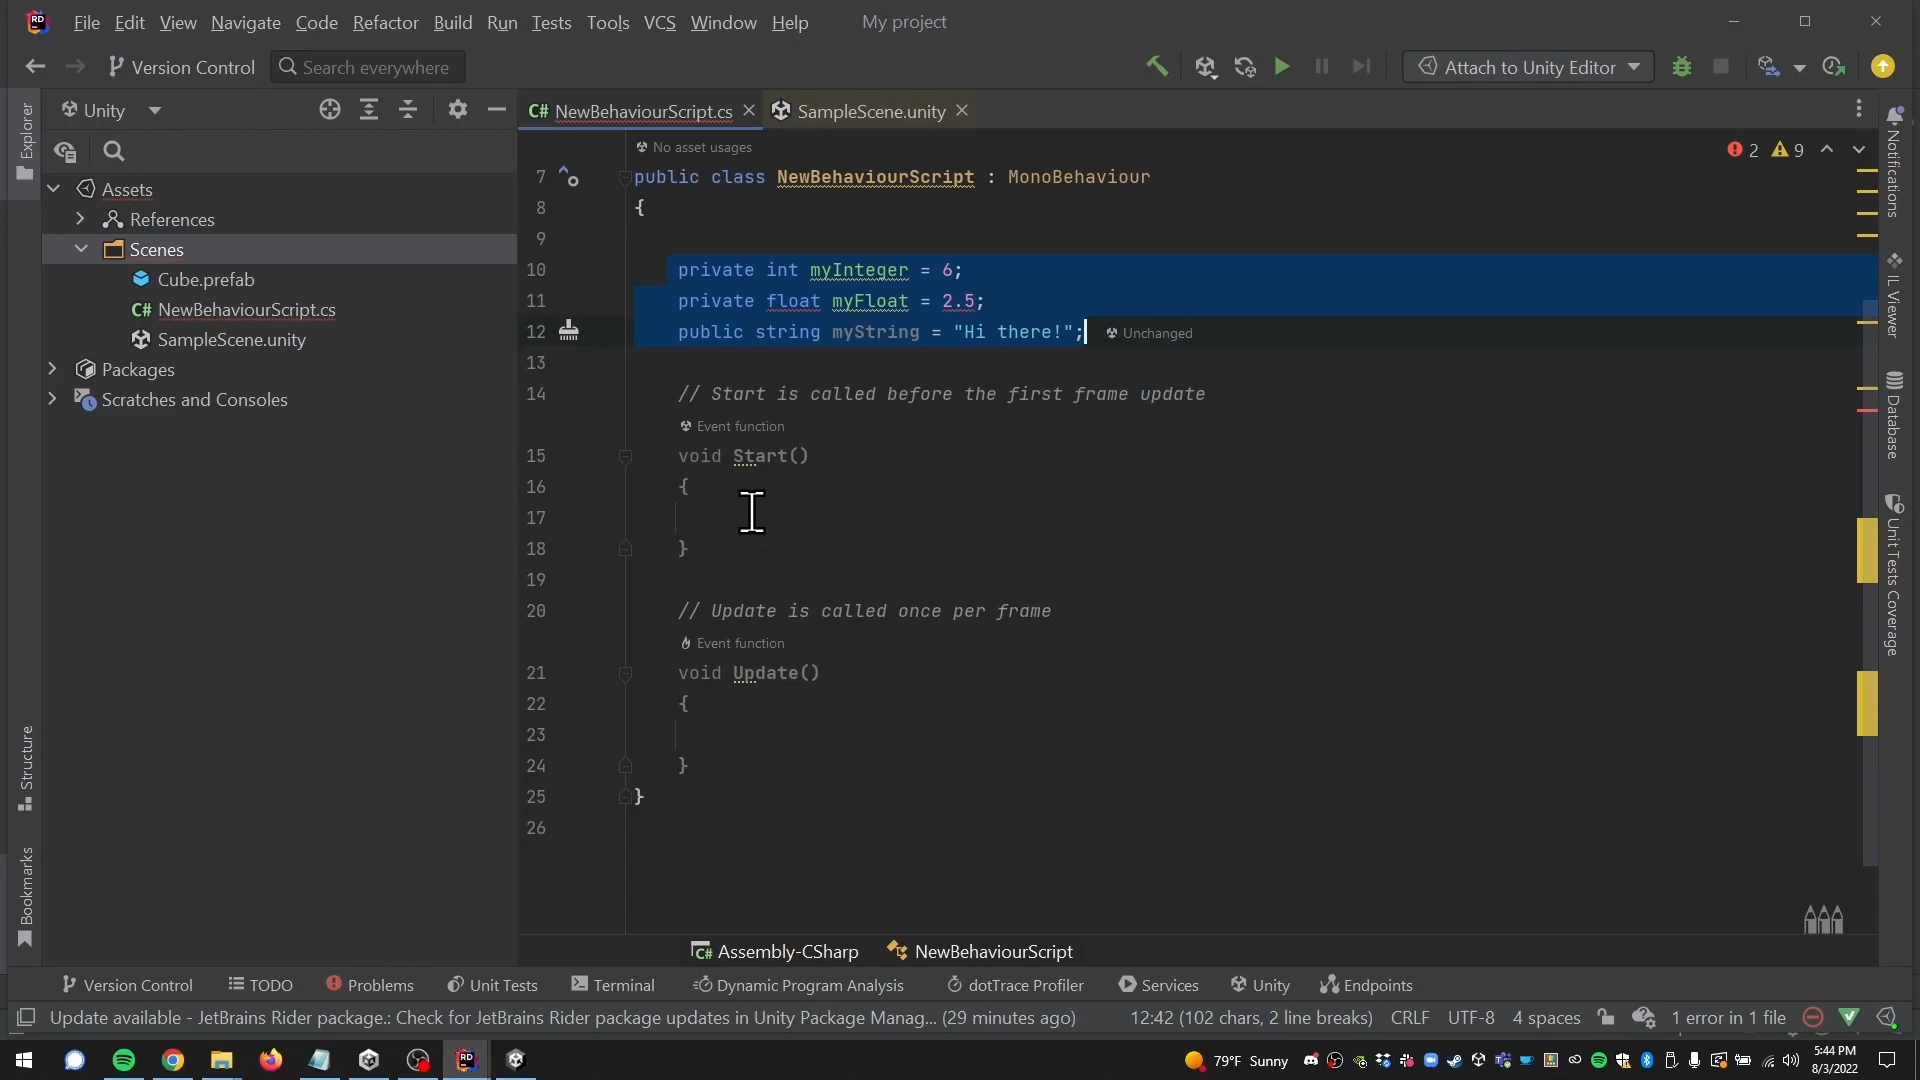 File Edit View Navigate Code Refactor Build Run Tests Tools VCS Window Help My project
Version Control Search everywhere Attach to Unity Editor
Explorer
Unity
C# NewBehaviourScript.cs SampleScene.unity
Notifications
IL Viewer
Database
Unit Tests Coverage
Assets
References
Scenes
Cube.prefab
C# NewBehaviourScript.cs
SampleScene.unity
Packages
Scratches and Consoles
Structure
Bookmarks
2 9
No asset usages
7 public class NewBehaviourScript : MonoBehaviour
8 {
9
10 private int myInteger = 6;
11 private float myFloat = 2.5;
12 public string myString = "Hi there!"; Unchanged
13
14 // Start is called before the first frame update
Event function
15 void Start()
16 {
17
18 }
19
20 // Update is called once per frame
Event function
21 void Update()
22 {
23
24 }
25 }
26
C# Assembly-CSharp NewBehaviourScript
Version Control TODO Problems Unit Tests Terminal Dynamic Program Analysis dotTrace Profiler Services Unity Endpoints
Update available - JetBrains Rider package.: Check for JetBrains Rider package updates in Unity Package Manag... (29 minutes ago) 12:42 (102 chars, 2 line breaks) CRLF UTF-8 4 spaces 1 error in 1 file
RD 79°F Sunny 5:44 PM
8/3/2022